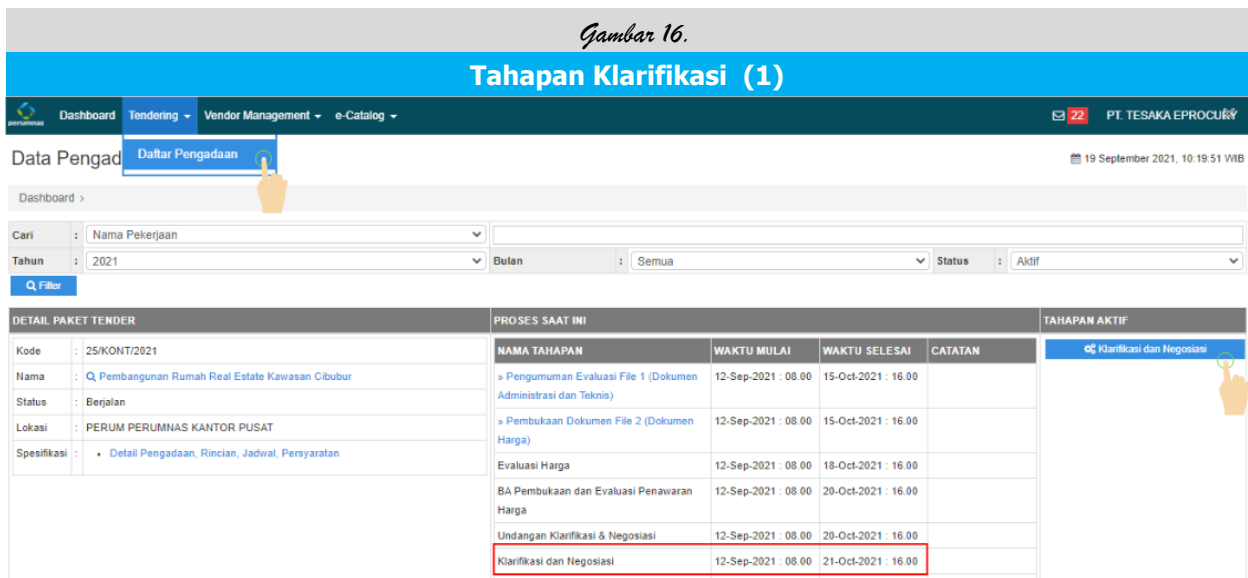 Gambar 16.
Tahapan Klarifikasi (1)
perumnas Dashboard Tendering Vendor Management e-Catalog 22 PT. TESAKA EPROCU
Data Pengad Daftar Pengadaan 19 September 2021, 10:19:51 WIB
Dashboard >
Cari : Nama Pekerjaan
Tahun : 2021 Bulan : Semua Status : Aktif
Filter
DETAIL PAKET TENDER PROSES SAAT INI TAHAPAN AKTIF
Kode : 25/KONT/2021 NAMA TAHAPAN WAKTU MULAI WAKTU SELESAI CATATAN Klarifikasi dan Negosiasi
Nama : Pembangunan Rumah Real Estate Kawasan Cibubur » Pengumuman Evaluasi File 1 (Dokumen 12-Sep-2021 : 08.00 15-Oct-2021 : 16.00
Administrasi dan Teknis)
Status : Berjalan
Lokasi : PERUM PERUMNAS KANTOR PUSAT » Pembukaan Dokumen File 2 (Dokumen 12-Sep-2021 : 08.00 15-Oct-2021 : 16.00
Harga)
Spesifikasi : • Detail Pengadaan, Rincian, Jadwal, Persyaratan
Evaluasi Harga 12-Sep-2021 : 08.00 18-Oct-2021 : 16.00
BA Pembukaan dan Evaluasi Penawaran 12-Sep-2021 : 08.00 20-Oct-2021 : 16.00
Harga
Undangan Klarifikasi & Negosiasi 12-Sep-2021 : 08.00 20-Oct-2021 : 16.00
Klarifikasi dan Negosiasi 12-Sep-2021 : 08.00 21-Oct-2021 : 16.00